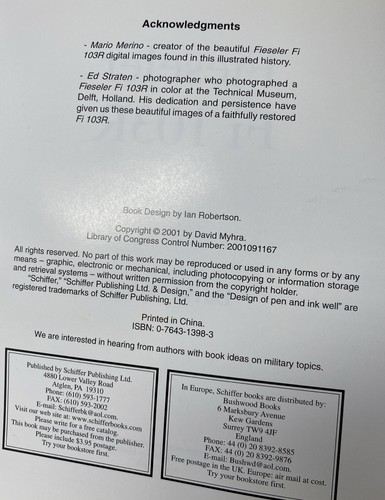 Acknowledgments
- Mario Merino - creator of the beautiful Fieseler Fi
103R digital images found in this illustrated history.
- Ed Straten - photographer who photographed a
Fieseler Fi 103R in color at the Technical Museum,
Delft, Holland. His dedication and persistence have
given us these beautiful images of a faithfully restored
Fi 103R.
Book Design by Ian Robertson.
Copyright © 2001 by David Myhra.
Library of Congress Control Number: 2001091167
All rights reserved. No part of this work may be reproduced or used in any forms or by any
means – graphic, electronic or mechanical, including photocopying or information storage
and retrieval systems – without written permission from the copyright holder.
"Schiffer," "Schiffer Publishing Ltd. & Design," and the "Design of pen and ink well" are
registered trademarks of Schiffer Publishing, Ltd.
Printed in China.
ISBN: 0-7643-1398-3
We are interested in hearing from authors with book ideas on military topics.
Published by Schiffer Publishing Ltd.
4880 Lower Valley Road
Atglen, PA 19310
Phone: (610) 593-1777
FAX: (610) 593-2002
E-mail: Schifferbk@aol.com.
Visit our web site at: www.schifferbooks.com
Please write for a free catalog.
This book may be purchased from the publisher.
Please include $3.95 postage.
Try your bookstore first.
In Europe, Schiffer books are distributed by:
Bushwood Books
6 Marksbury Avenue
Kew Gardens
Surrey TW9 4JF
England
Phone: 44 (0) 20 8392-8585
FAX: 44 (0) 20 8392-9876
E-mail: Bushwd@aol.com.
Free postage in the UK. Europe: air mail at cost.
Try your bookstore first.